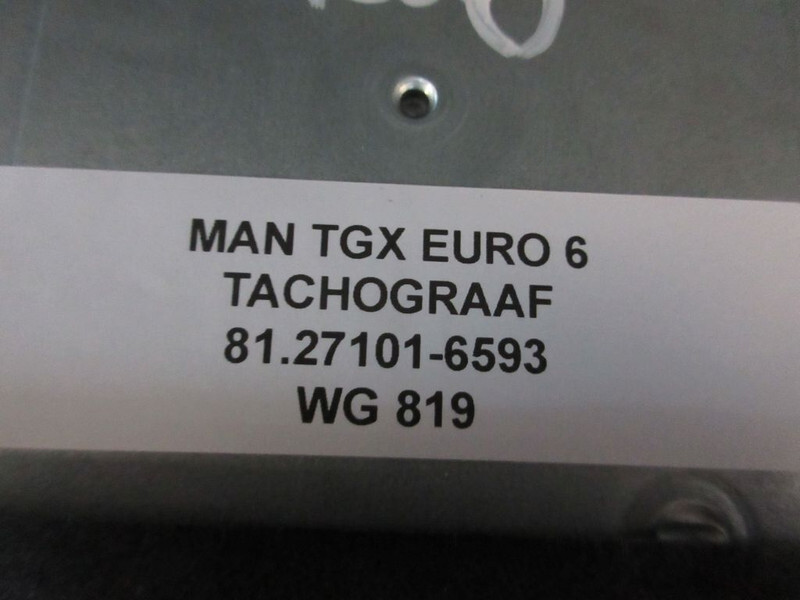 MAN TGX EURO 6
TACHOGRAAF
81.27101-6593
WG 819